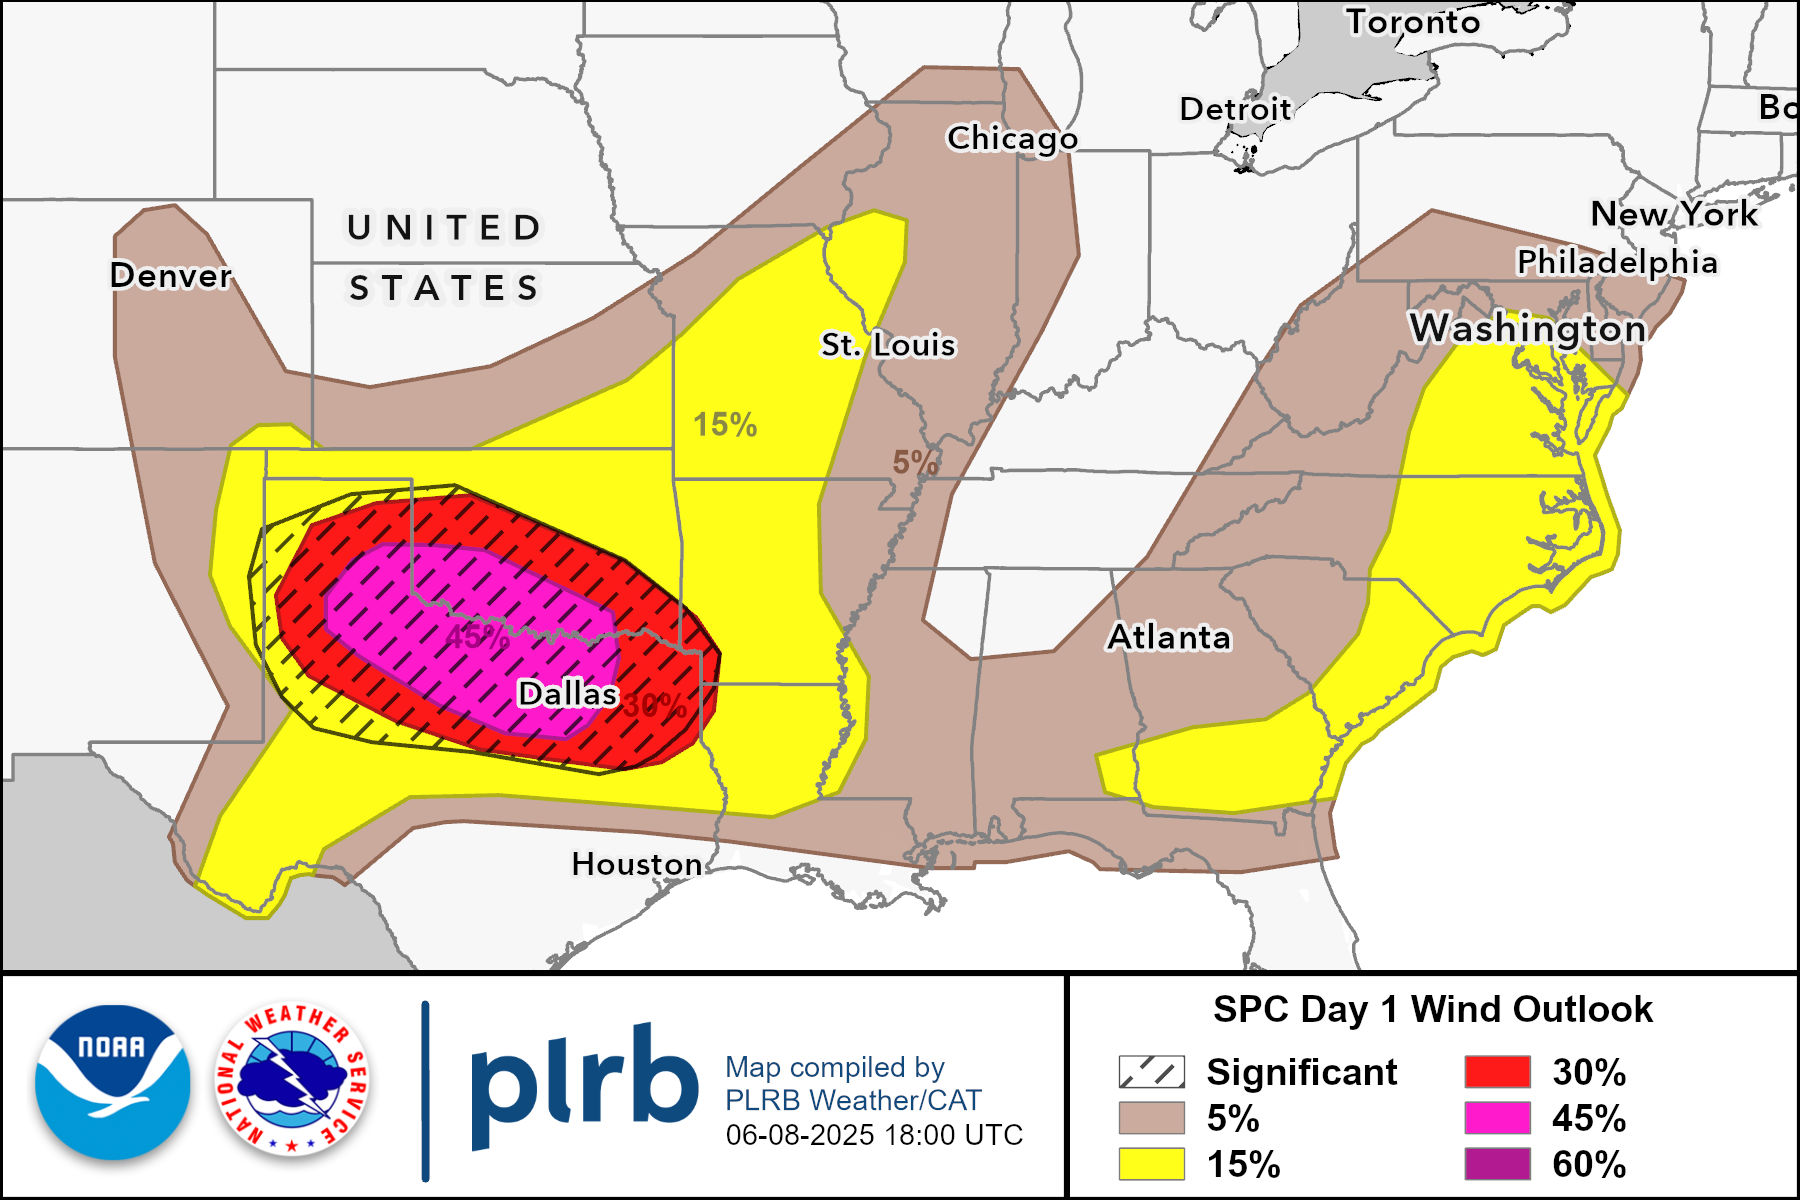 Toronto
Detroit
Bo
Chicago
New York
UNITED
STATES
Denver
Philadelphia
Washington
St. Louis
15%
5%
45%
Atlanta
Dallas
30%
Houston
NOAA
NATIONAL WEATHER SERVICE
plrb
Map compiled by
PLRB Weather/CAT
06-08-2025 18:00 UTC
SPC Day 1 Wind Outlook
Significant
5%
15%
30%
45%
60%